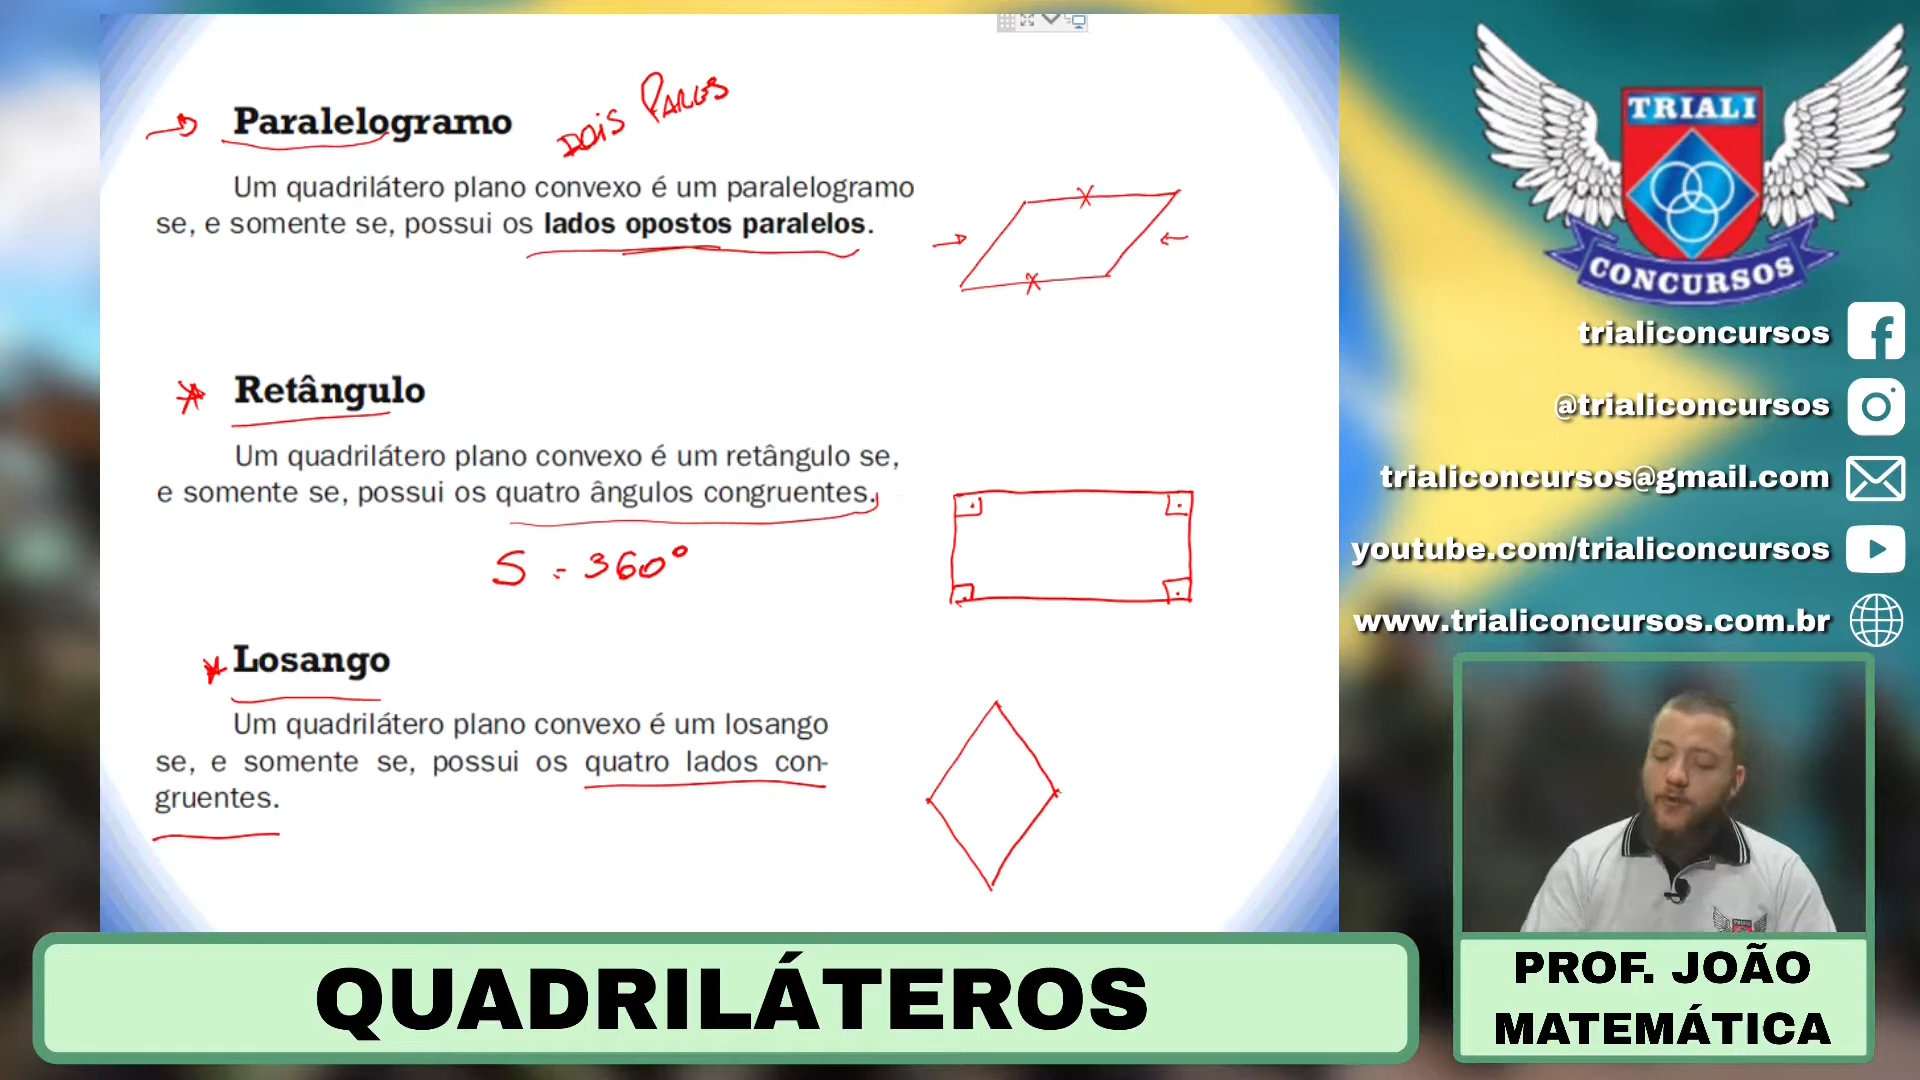 Paralelogramo
DOIS PARES
Um quadrilátero plano convexo é um paralelogramo
se, e somente se, possui os lados opostos paralelos.
Retângulo
Um quadrilátero plano convexo é um retângulo se,
e somente se, possui os quatro ângulos congruentes.
S = 360°
Losango
Um quadrilátero plano convexo é um losango
se, e somente se, possui os quatro lados con-
gruentes.
TRIALI
CONCURSOS
trialiconcursos
@trialiconcursos
trialiconcursos@gmail.com
youtube.com/trialiconcursos
www.trialiconcursos.com.br
QUADRILÁTEROS
PROF. JOÃO
MATEMÁTICA